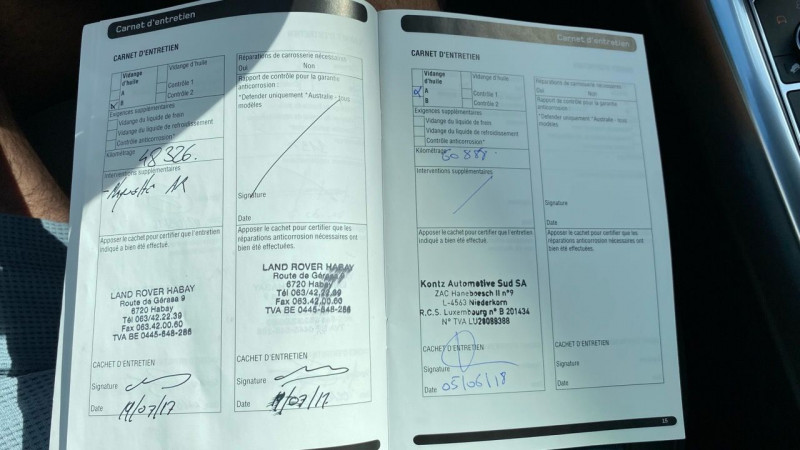 Carnet d'entretien
CARNET D'ENTRETIEN
Vidange d'huile
Vidange d'huile
A
Contrôle 1
B
Contrôle 2
Exigences supplémentaires
Vidange du liquide de frein
Vidange du liquide de refroidissement
Contrôle anticorrosion*
Kilométrage
48 326.
Interventions supplémentaires
Apposer le cachet pour certifier que l'entretien
indiqué a bien été effectué.
LAND ROVER HABAY
Route de Gérasa 9
6720 Habay
Tél 063/42.22.39
Fax 063.42.00.60
TVA BE 0445-648-286
CACHET D'ENTRETIEN
Signature
Date
Réparations de carrosserie nécessaires
Oui Non
Rapport de contrôle pour la garantie
anticorrosion :
*Defender uniquement *Australie - tous
modèles
Signature
Date
Apposer le cachet pour certifier que les
réparations anticorrosion nécessaires ont
bien été effectuées.
LAND ROVER HABAY
Route de Gérasa 9
6720 Habay
Tél 063/42.22.39
Fax 063.42.00.60
TVA BE 0445-648-286
CACHET D'ENTRETIEN
Signature
Date
Carnet d'entretien
CARNET D'ENTRETIEN
Vidange d'huile
Vidange d'huile
A
Contrôle 1
B
Contrôle 2
Exigences supplémentaires
Vidange du liquide de frein
Vidange du liquide de refroidissement
Contrôle anticorrosion*
Kilométrage
60 888.
Interventions supplémentaires
Apposer le cachet pour certifier que l'entretien
indiqué a bien été effectué.
Kontz Automotive Sud SA
ZAC Haneboesch II n°9
L-4563 Niederkorn
R.C.S. Luxembourg n° B 201434
N° TVA LU28088388
CACHET D'ENTRETIEN
Signature
Date 05/06/18
Réparations de carrosserie nécessaires
Oui Non
Rapport de contrôle pour la garantie
anticorrosion :
*Defender uniquement *Australie - tous
modèles
Signature
Date
Apposer le cachet pour certifier que les
réparations anticorrosion nécessaires ont
bien été effectuées.
CACHET D'ENTRETIEN
Signature
Date